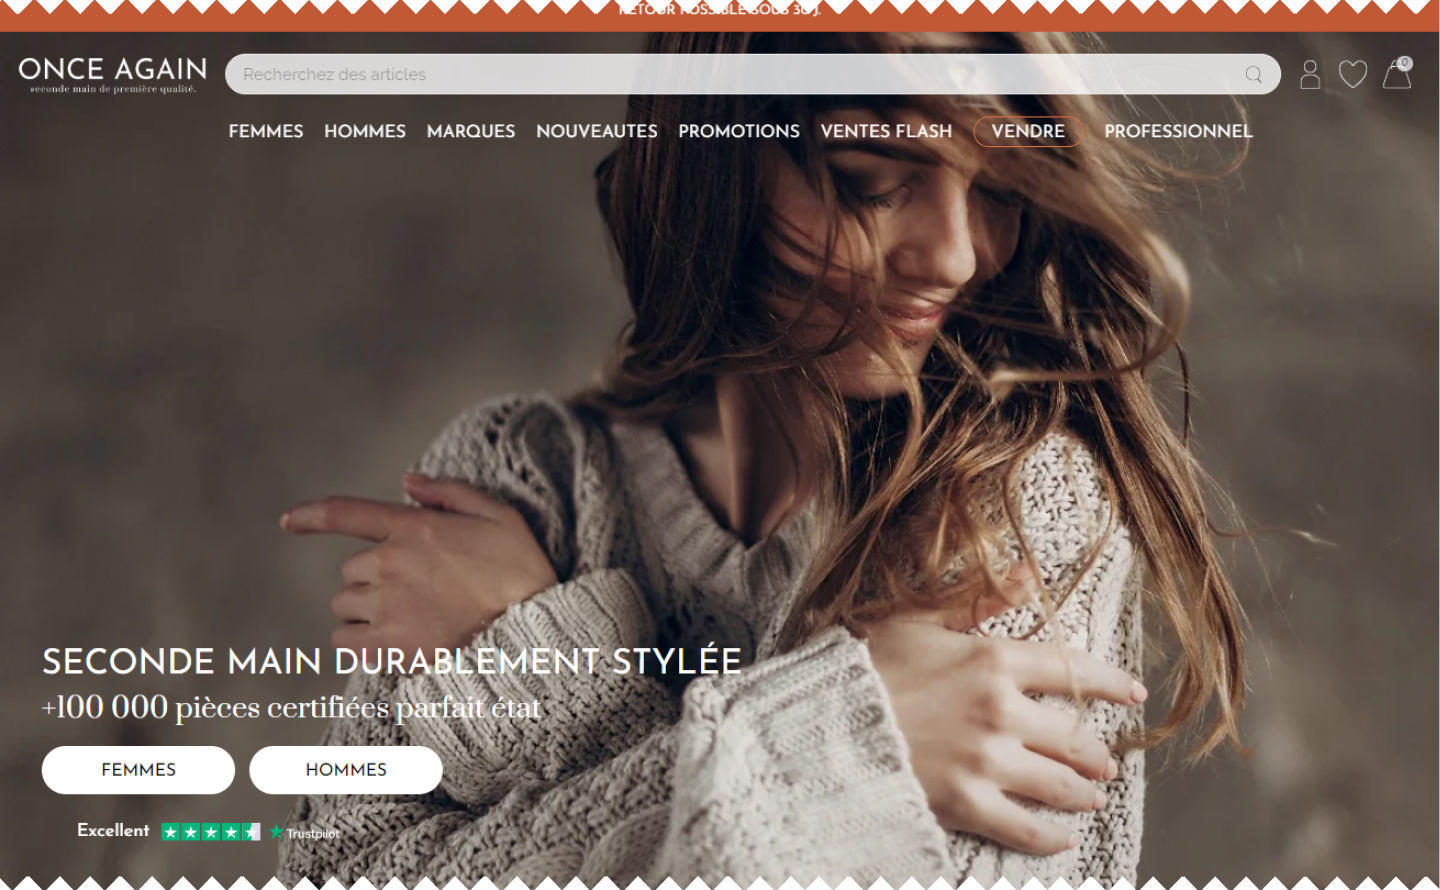 RETOUR POSSIBLE SOUS 30 J.
ONCE AGAIN
seconde main de première qualité.
Recherchez des articles
0
FEMMES HOMMES MARQUES NOUVEAUTES PROMOTIONS VENTES FLASH VENDRE PROFESSIONNEL
SECONDE MAIN DURABLEMENT STYLÉE
+100 000 pièces certifiées parfait état
FEMMES HOMMES
Excellent Trustpilot